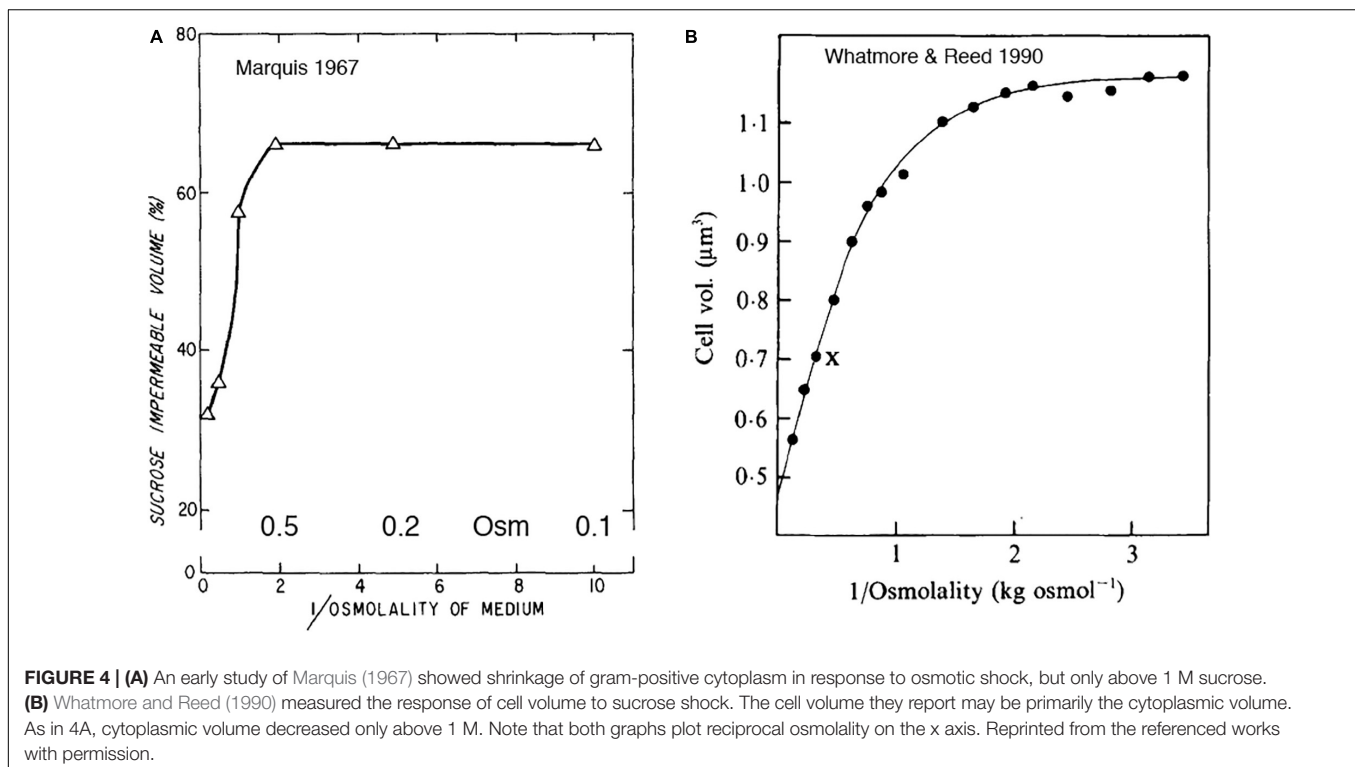 A
Marquis 1967
SUCROSE IMPERMEABLE VOLUME (%)
80
60
40
20
0
0.5 0.2 Osm 0.1
0 2 4 6 8 10
1/OSMOLALITY OF MEDIUM
B
Whatmore & Reed 1990
Cell vol. (μm³)
1·1
1·0
0·9
0·8
0·7
0·6
0·5
x
1 2 3
1/Osmolality (kg osmol⁻¹)
FIGURE 4 | (A) An early study of Marquis (1967) showed shrinkage of gram-positive cytoplasm in response to osmotic shock, but only above 1 M sucrose.
(B) Whatmore and Reed (1990) measured the response of cell volume to sucrose shock. The cell volume they report may be primarily the cytoplasmic volume.
As in 4A, cytoplasmic volume decreased only above 1 M. Note that both graphs plot reciprocal osmolality on the x axis. Reprinted from the referenced works
with permission.